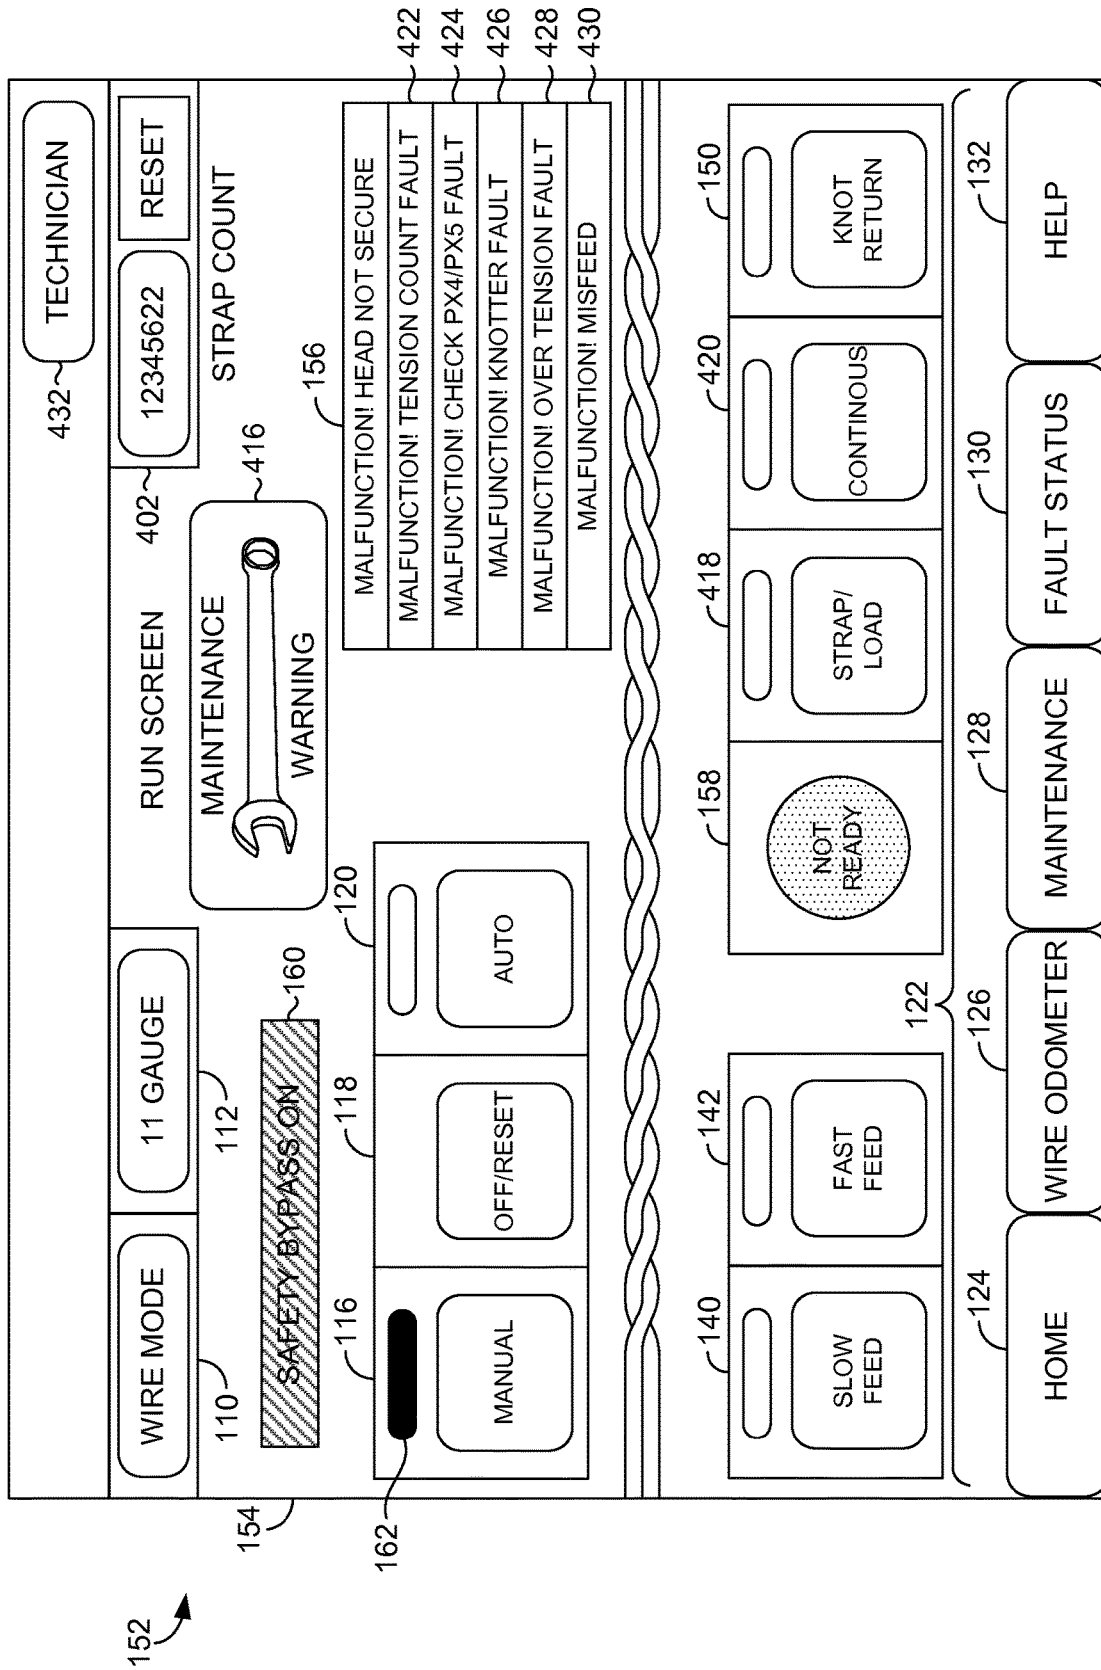 152
154
432
TECHNICIAN
WIRE MODE
11 GAUGE
RUN SCREEN
402
12345622
RESET
110
112
STRAP COUNT
MAINTENANCE
WARNING
416
SAFETY BYPASS ON
160
162
116
118
120
MANUAL
OFF/RESET
AUTO
156
MALFUNCTION! HEAD NOT SECURE
MALFUNCTION! TENSION COUNT FAULT
422
MALFUNCTION! CHECK PX4/PX5 FAULT
424
MALFUNCTION! KNOTTER FAULT
426
MALFUNCTION! OVER TENSION FAULT
428
MALFUNCTION! MISFEED
430
140
142
158
418
420
150
SLOW
FEED
FAST
FEED
NOT
READY
STRAP/
LOAD
CONTINOUS
KNOT
RETURN
122
124
126
128
130
132
HOME
WIRE ODOMETER
MAINTENANCE
FAULT STATUS
HELP